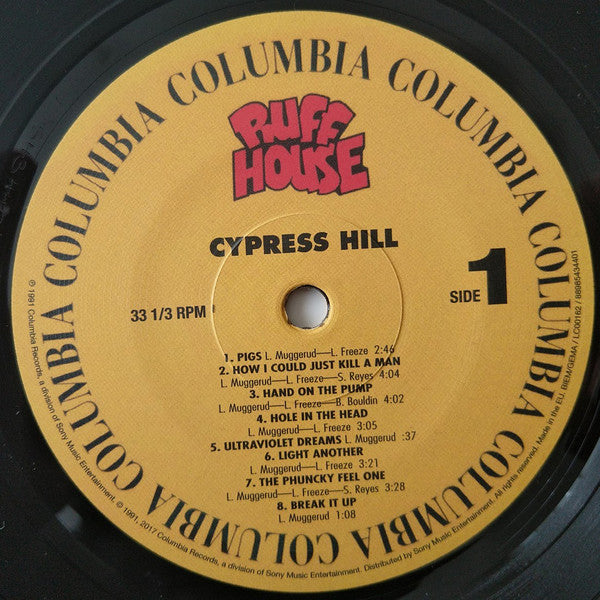 COLUMBIA COLUMBIA COLUMBIA COLUMBIA COLUMBIA COLUMBIA COLUMBIA
RUFF
HOUSE
CYPRESS HILL
33 1/3 RPM
SIDE 1
1. PIGS L. Muggerud—L. Freeze 2:46
2. HOW I COULD JUST KILL A MAN
L. Muggerud—L. Freeze—S. Reyes 4:04
3. HAND ON THE PUMP
L. Muggerud—L. Freeze—B. Bouldin 4:02
4. HOLE IN THE HEAD
L. Muggerud—L. Freeze 3:05
5. ULTRAVIOLET DREAMS L. Muggerud :37
6. LIGHT ANOTHER
L. Muggerud—L. Freeze 3:21
7. THE PHUNCKY FEEL ONE
L. Muggerud—L. Freeze—S. Reyes 3:28
8. BREAK IT UP
L. Muggerud 1:08
℗ 1991 Columbia Records, a division of Sony Music Entertainment. © 1991, 2017 Columbia Records, a division of Sony Music Entertainment. Distributed by Sony Music Entertainment. All rights reserved. Made in the EU. BIEM/GEMA / LC00162 / 88985434401